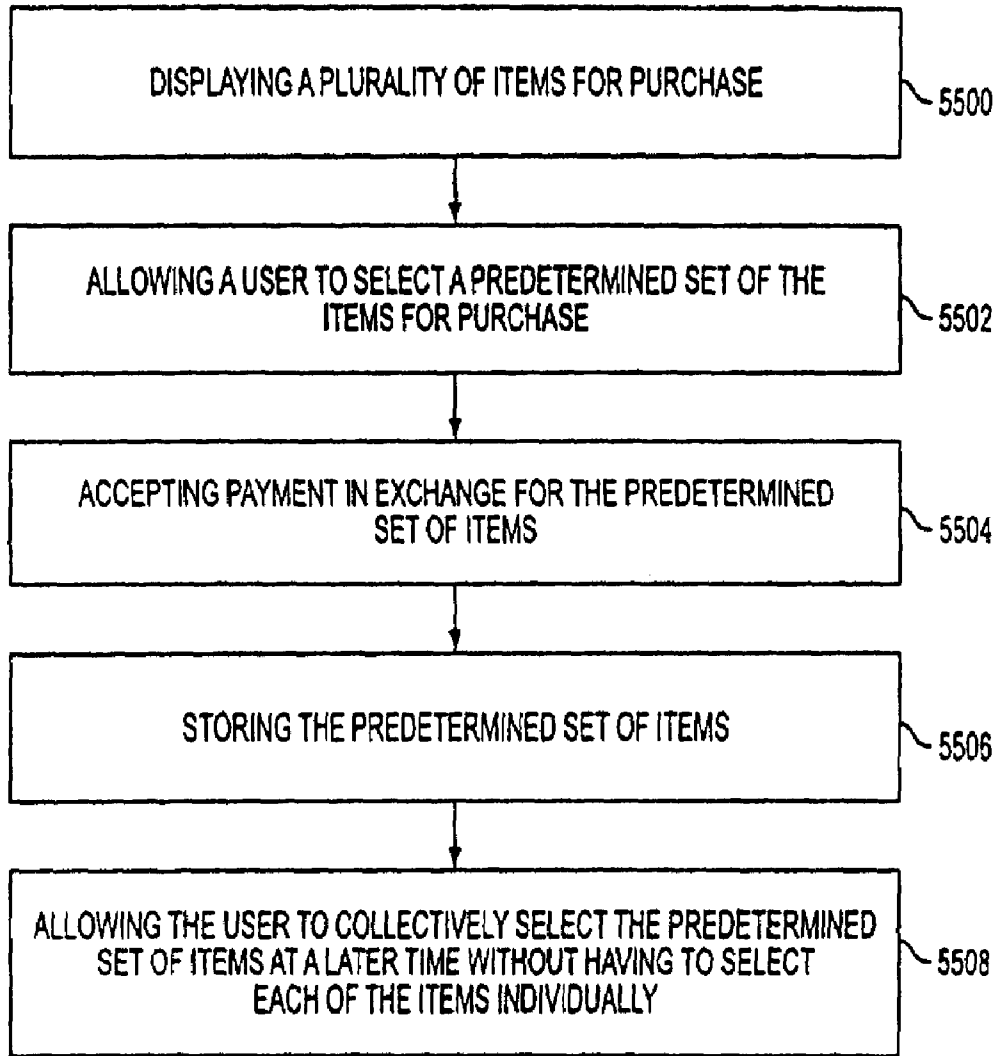 DISPLAYING A PLURALITY OF ITEMS FOR PURCHASE
5500
ALLOWING A USER TO SELECT A PREDETERMINED SET OF THE
ITEMS FOR PURCHASE
5502
ACCEPTING PAYMENT IN EXCHANGE FOR THE PREDETERMINED
SET OF ITEMS
5504
STORING THE PREDETERMINED SET OF ITEMS
5506
ALLOWING THE USER TO COLLECTIVELY SELECT THE PREDETERMINED
SET OF ITEMS AT A LATER TIME WITHOUT HAVING TO SELECT
EACH OF THE ITEMS INDIVIDUALLY
5508